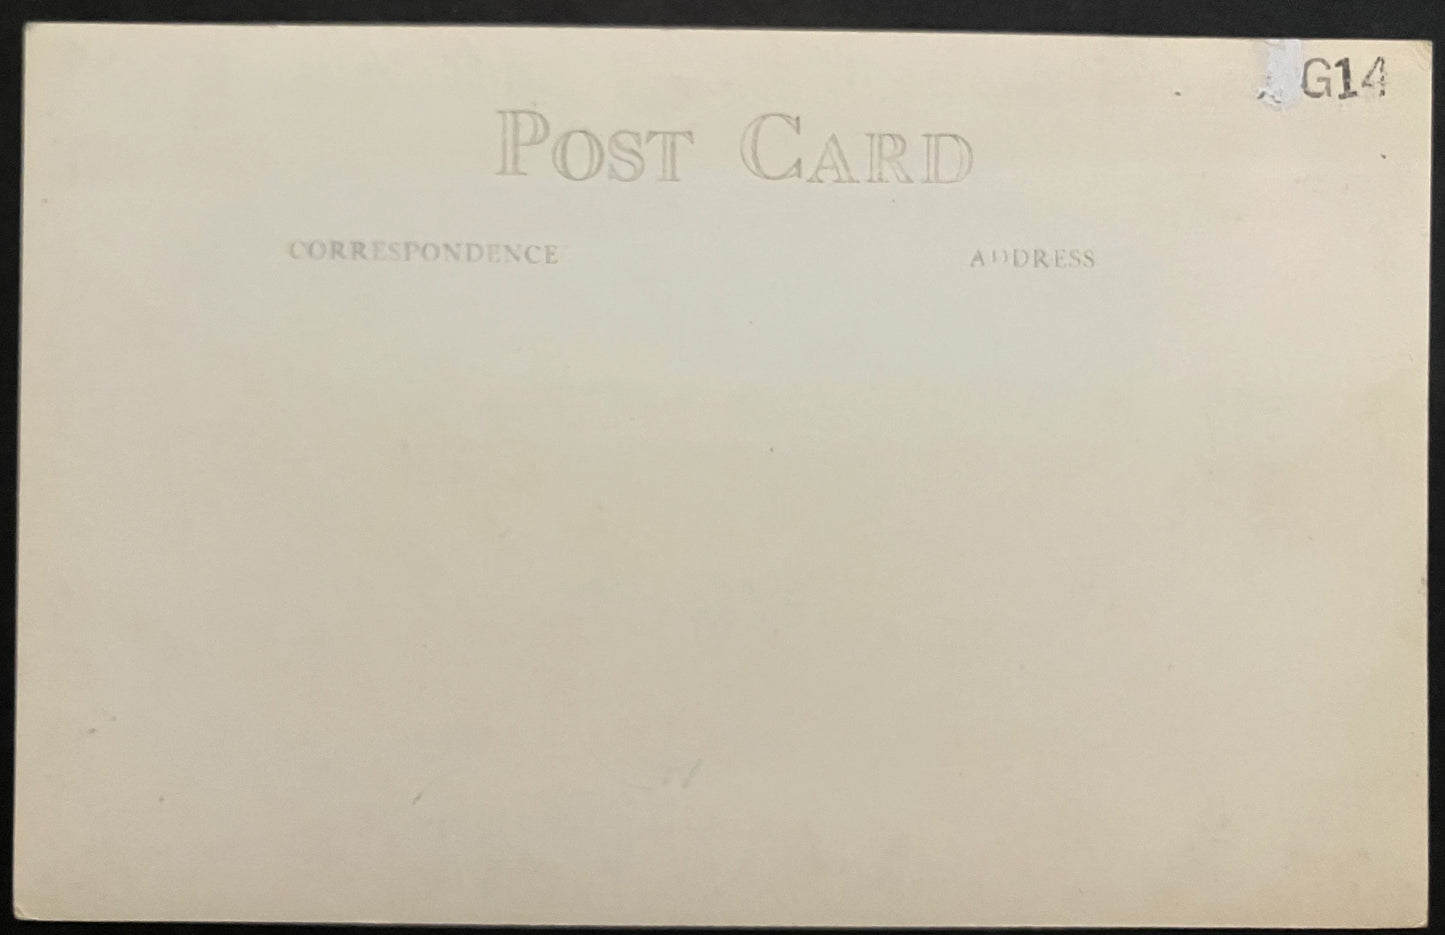 G14
POST CARD
CORRESPONDENCE
ADDRESS